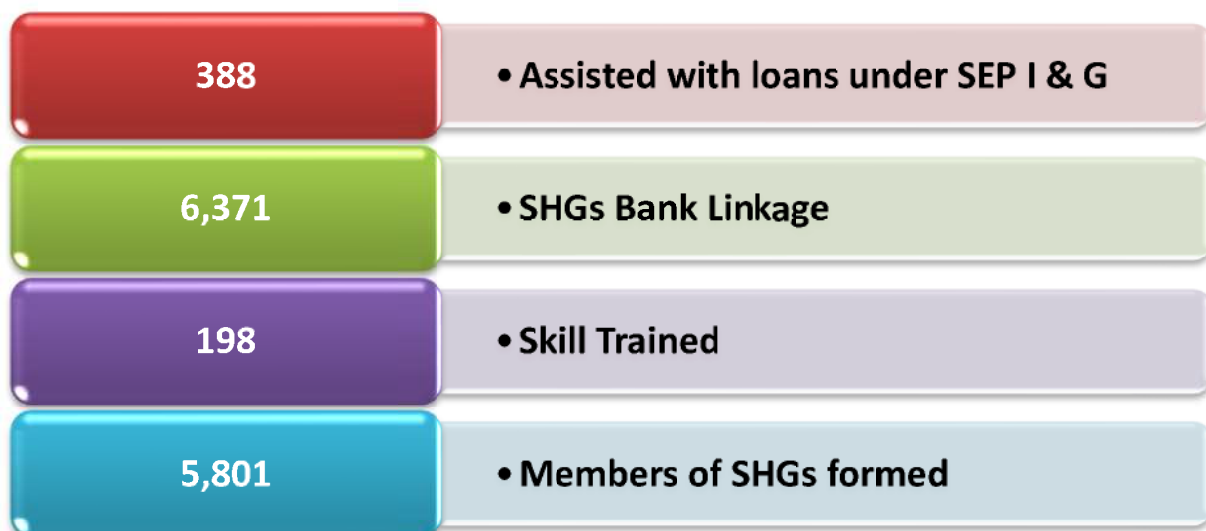 388
• Assisted with loans under SEP I & G
6,371
• SHGs Bank Linkage
198
• Skill Trained
5,801
• Members of SHGs formed